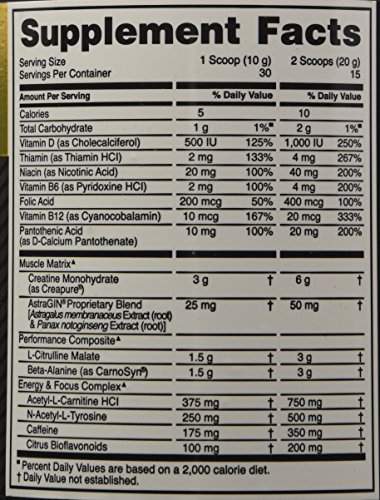 Supplement Facts
Serving Size 1 Scoop (10 g) 2 Scoops (20 g)
Servings Per Container 30 15
Amount Per Serving % Daily Value % Daily Value
Calories 5 10
Total Carbohydrate 1 g 1%■ 2 g 1%■
Vitamin D (as Cholecalciferol) 500 IU 125% 1,000 IU 250%
Thiamin (as Thiamin HCl) 2 mg 133% 4 mg 267%
Niacin (as Nicotinic Acid) 20 mg 100% 40 mg 200%
Vitamin B6 (as Pyridoxine HCl) 2 mg 100% 4 mg 200%
Folic Acid 200 mcg 50% 400 mcg 100%
Vitamin B12 (as Cyanocobalamin) 10 mcg 167% 20 mcg 333%
Pantothenic Acid 10 mg 100% 20 mg 200%
(as D-Calcium Pantothenate)
Muscle Matrix▲
Creatine Monohydrate 3 g † 6 g †
(as Creapure®)
AstraGIN® Proprietary Blend 25 mg † 50 mg †
[Astragalus membranaceus Extract (root)
& Panax notoginseng Extract (root)]
Performance Composite▲
L-Citrulline Malate 1.5 g † 3 g †
Beta-Alanine (as CarnoSyn®) 1.5 g † 3 g †
Energy & Focus Complex▲
Acetyl-L-Carnitine HCl 375 mg † 750 mg †
N-Acetyl-L-Tyrosine 250 mg † 500 mg †
Caffeine 175 mg † 350 mg †
Citrus Bioflavonoids 100 mg † 200 mg †
■Percent Daily Values are based on a 2,000 calorie diet.
† Daily Value not established.